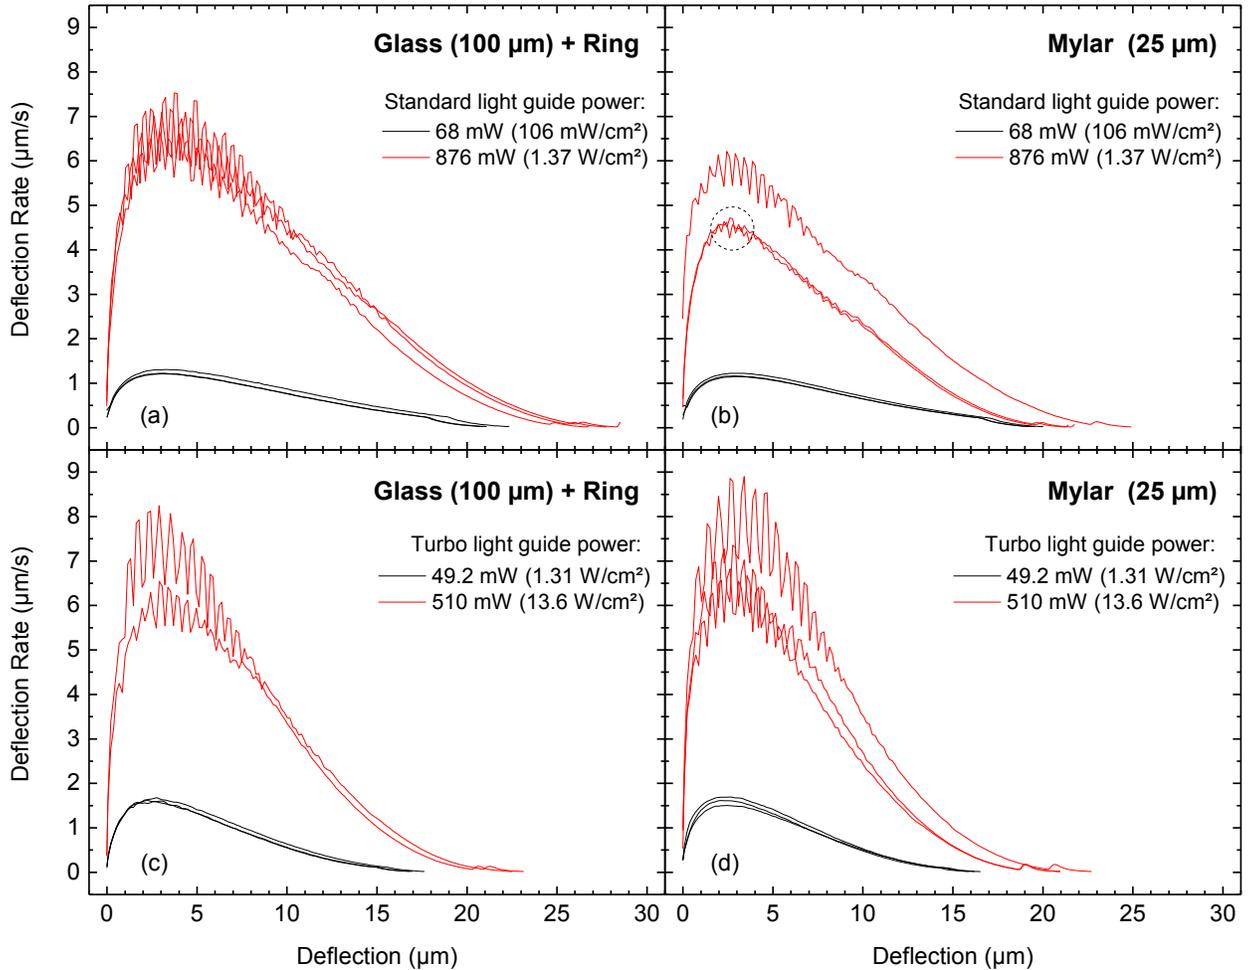 9
8
7
6
5
4
3
2
1
0
Deflection Rate (µm/s)
Glass (100 µm) + Ring
Standard light guide power:
68 mW (106 mW/cm²)
876 mW (1.37 W/cm²)
(a)
Mylar (25 µm)
Standard light guide power:
68 mW (106 mW/cm²)
876 mW (1.37 W/cm²)
(b)
9
8
7
6
5
4
3
2
1
0
Deflection Rate (µm/s)
Glass (100 µm) + Ring
Turbo light guide power:
49.2 mW (1.31 W/cm²)
510 mW (13.6 W/cm²)
(c)
Mylar (25 µm)
Turbo light guide power:
49.2 mW (1.31 W/cm²)
510 mW (13.6 W/cm²)
(d)
0 5 10 15 20 25 30
0 5 10 15 20 25 30
Deflection (µm)
Deflection (µm)